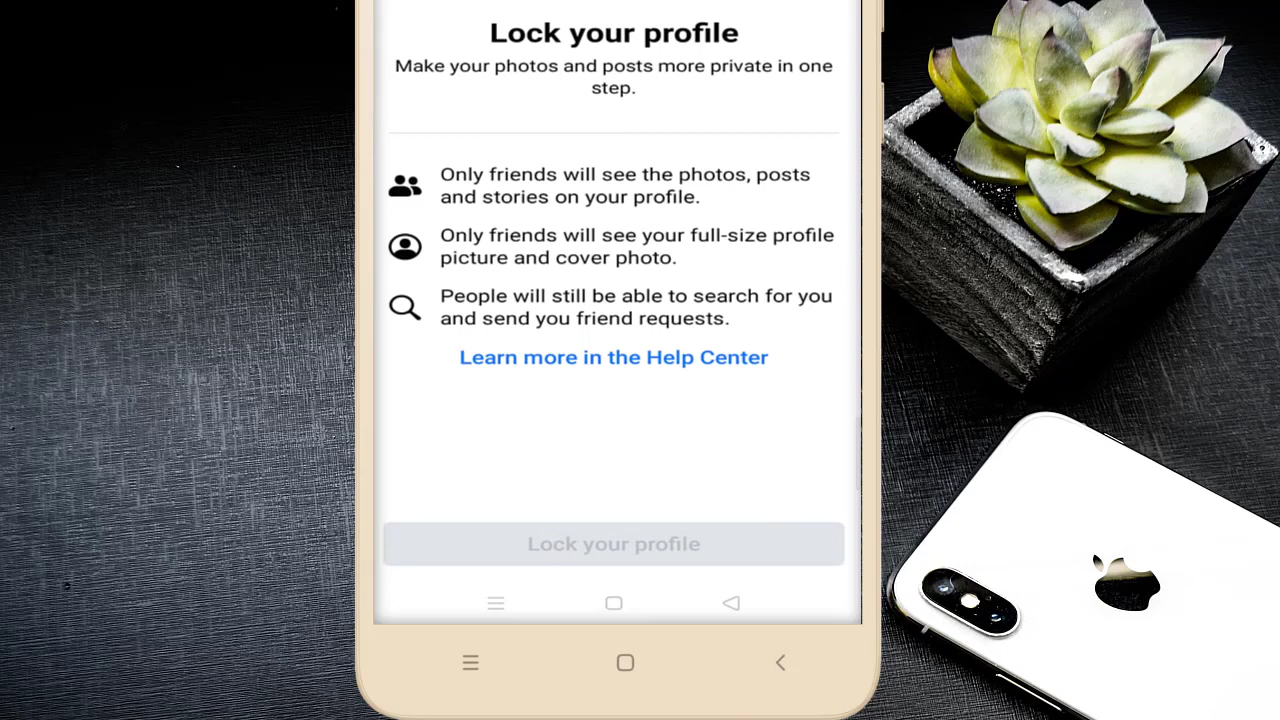 Lock your profile
Make your photos and posts more private in one
step.
Only friends will see the photos, posts
and stories on your profile.
Only friends will see your full-size profile
picture and cover photo.
People will still be able to search for you
and send you friend requests.
Learn more in the Help Center
Lock your profile